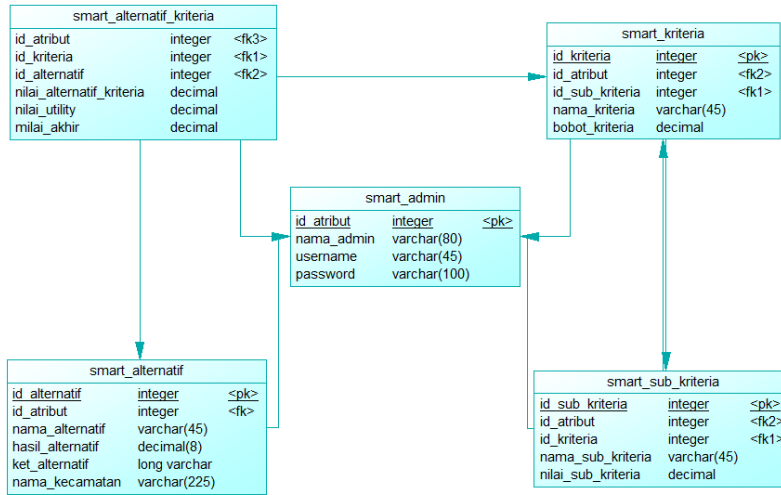 smart_alternatif_kriteria
id_atribut integer <fk3>
id_kriteria integer <fk1>
id_alternatif integer <fk2>
nilai_alternatif_kriteria decimal
nilai_utility decimal
milai_akhir decimal
smart_kriteria
id_kriteria integer <pk>
id_atribut integer <fk2>
id_sub_kriteria integer <fk1>
nama_kriteria varchar(45)
bobot_kriteria decimal
smart_admin
id_atribut integer <pk>
nama_admin varchar(80)
username varchar(45)
password varchar(100)
smart_alternatif
id_alternatif integer <pk>
id_atribut integer <fk>
nama_alternatif varchar(45)
hasil_alternatif decimal(8)
ket_alternatif long varchar
nama_kecamatan varchar(225)
smart_sub_kriteria
id_sub_kriteria integer <pk>
id_atribut integer <fk2>
id_kriteria integer <fk1>
nama_sub_kriteria varchar(45)
nilai_sub_kriteria decimal